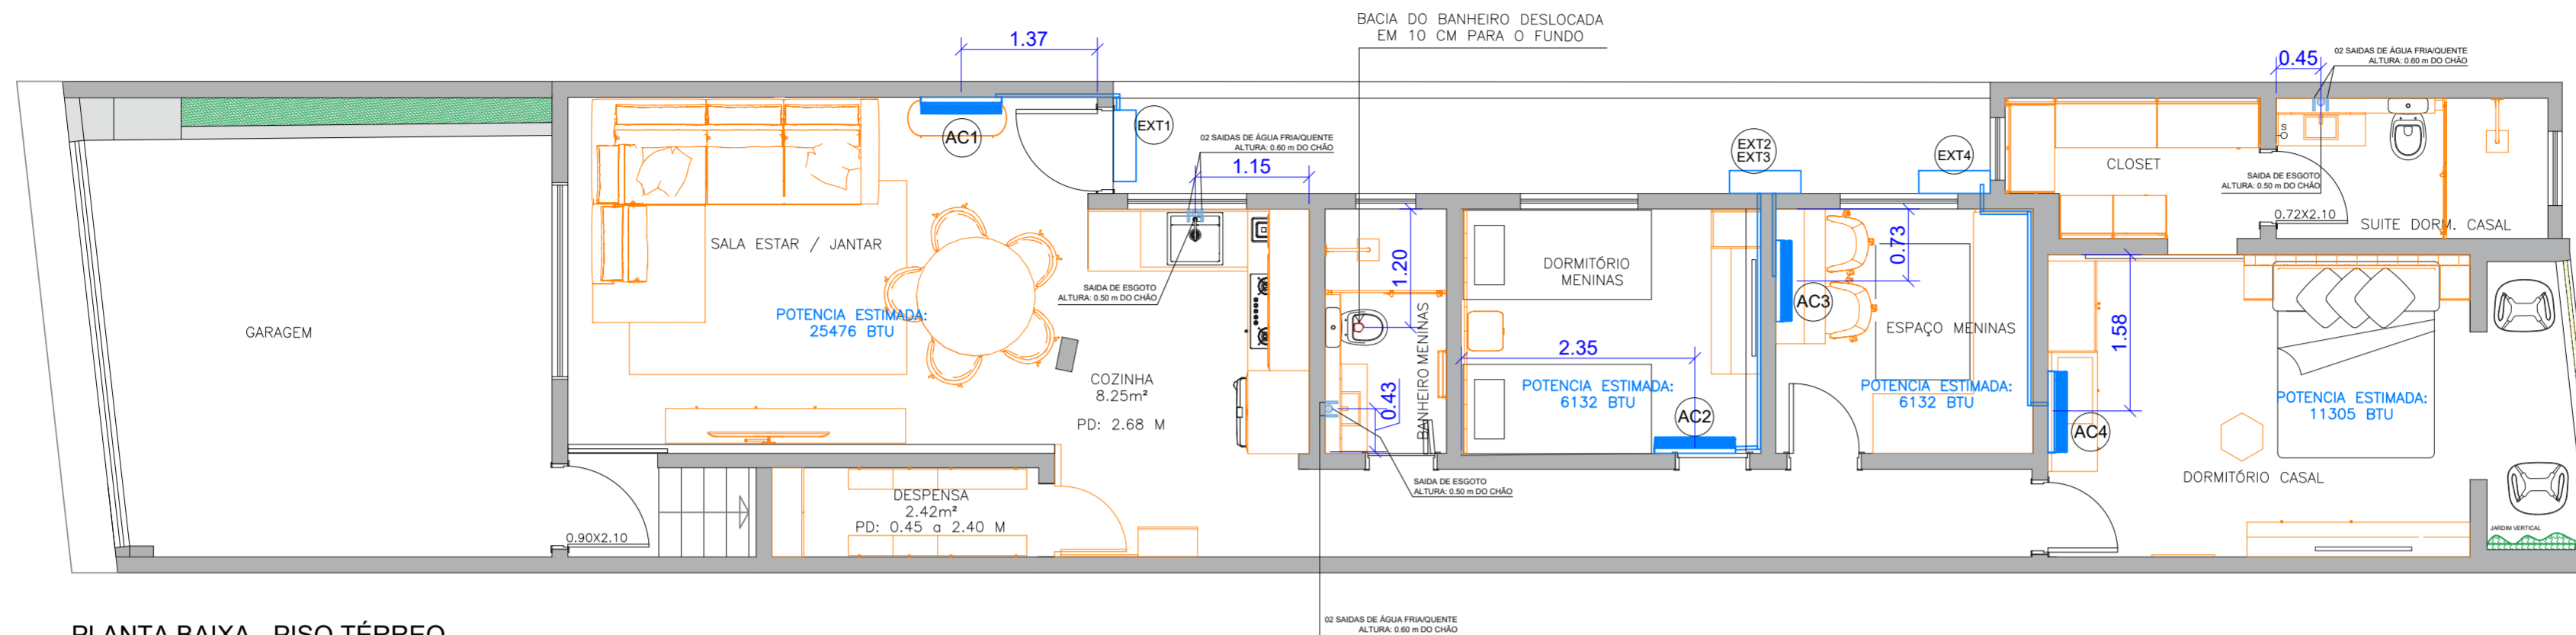 BACIA DO BANHEIRO DESLOCADA
EM 10 CM PARA O FUNDO
1.37
0.45
02 SAIDAS DE ÁGUA FRIA/QUENTE
ALTURA: 0.60 m DO CHÃO
AC1
EXT1
02 SAIDAS DE ÁGUA FRIA/QUENTE
ALTURA: 0.60 m DO CHÃO
1.15
EXT2
EXT3
EXT4
CLOSET
S
SAIDA DE ESGOTO
ALTURA: 0.50 m DO CHÃO
0.72X2.10
SUITE DORM. CASAL
SALA ESTAR / JANTAR
SAIDA DE ESGOTO
ALTURA: 0.50 m DO CHÃO
1.20
DORMITÓRIO
MENINAS
0.73
AC3
GARAGEM
POTENCIA ESTIMADA:
25476 BTU
BANHEIRO MENINAS
ESPAÇO MENINAS
1.58
2.35
COZINHA
8.25m²
PD: 2.68 M
0.43
POTENCIA ESTIMADA:
6132 BTU
POTENCIA ESTIMADA:
6132 BTU
POTENCIA ESTIMADA:
11305 BTU
AC2
AC4
DORMITÓRIO CASAL
SAIDA DE ESGOTO
ALTURA: 0.50 m DO CHÃO
DESPENSA
2.42m²
PD: 0.45 a 2.40 M
0.90X2.10
JARDIM VERTICAL
02 SAIDAS DE ÁGUA FRIA/QUENTE
ALTURA: 0.60 m DO CHÃO
PLANTA BAIXA - PISO TÉRREO